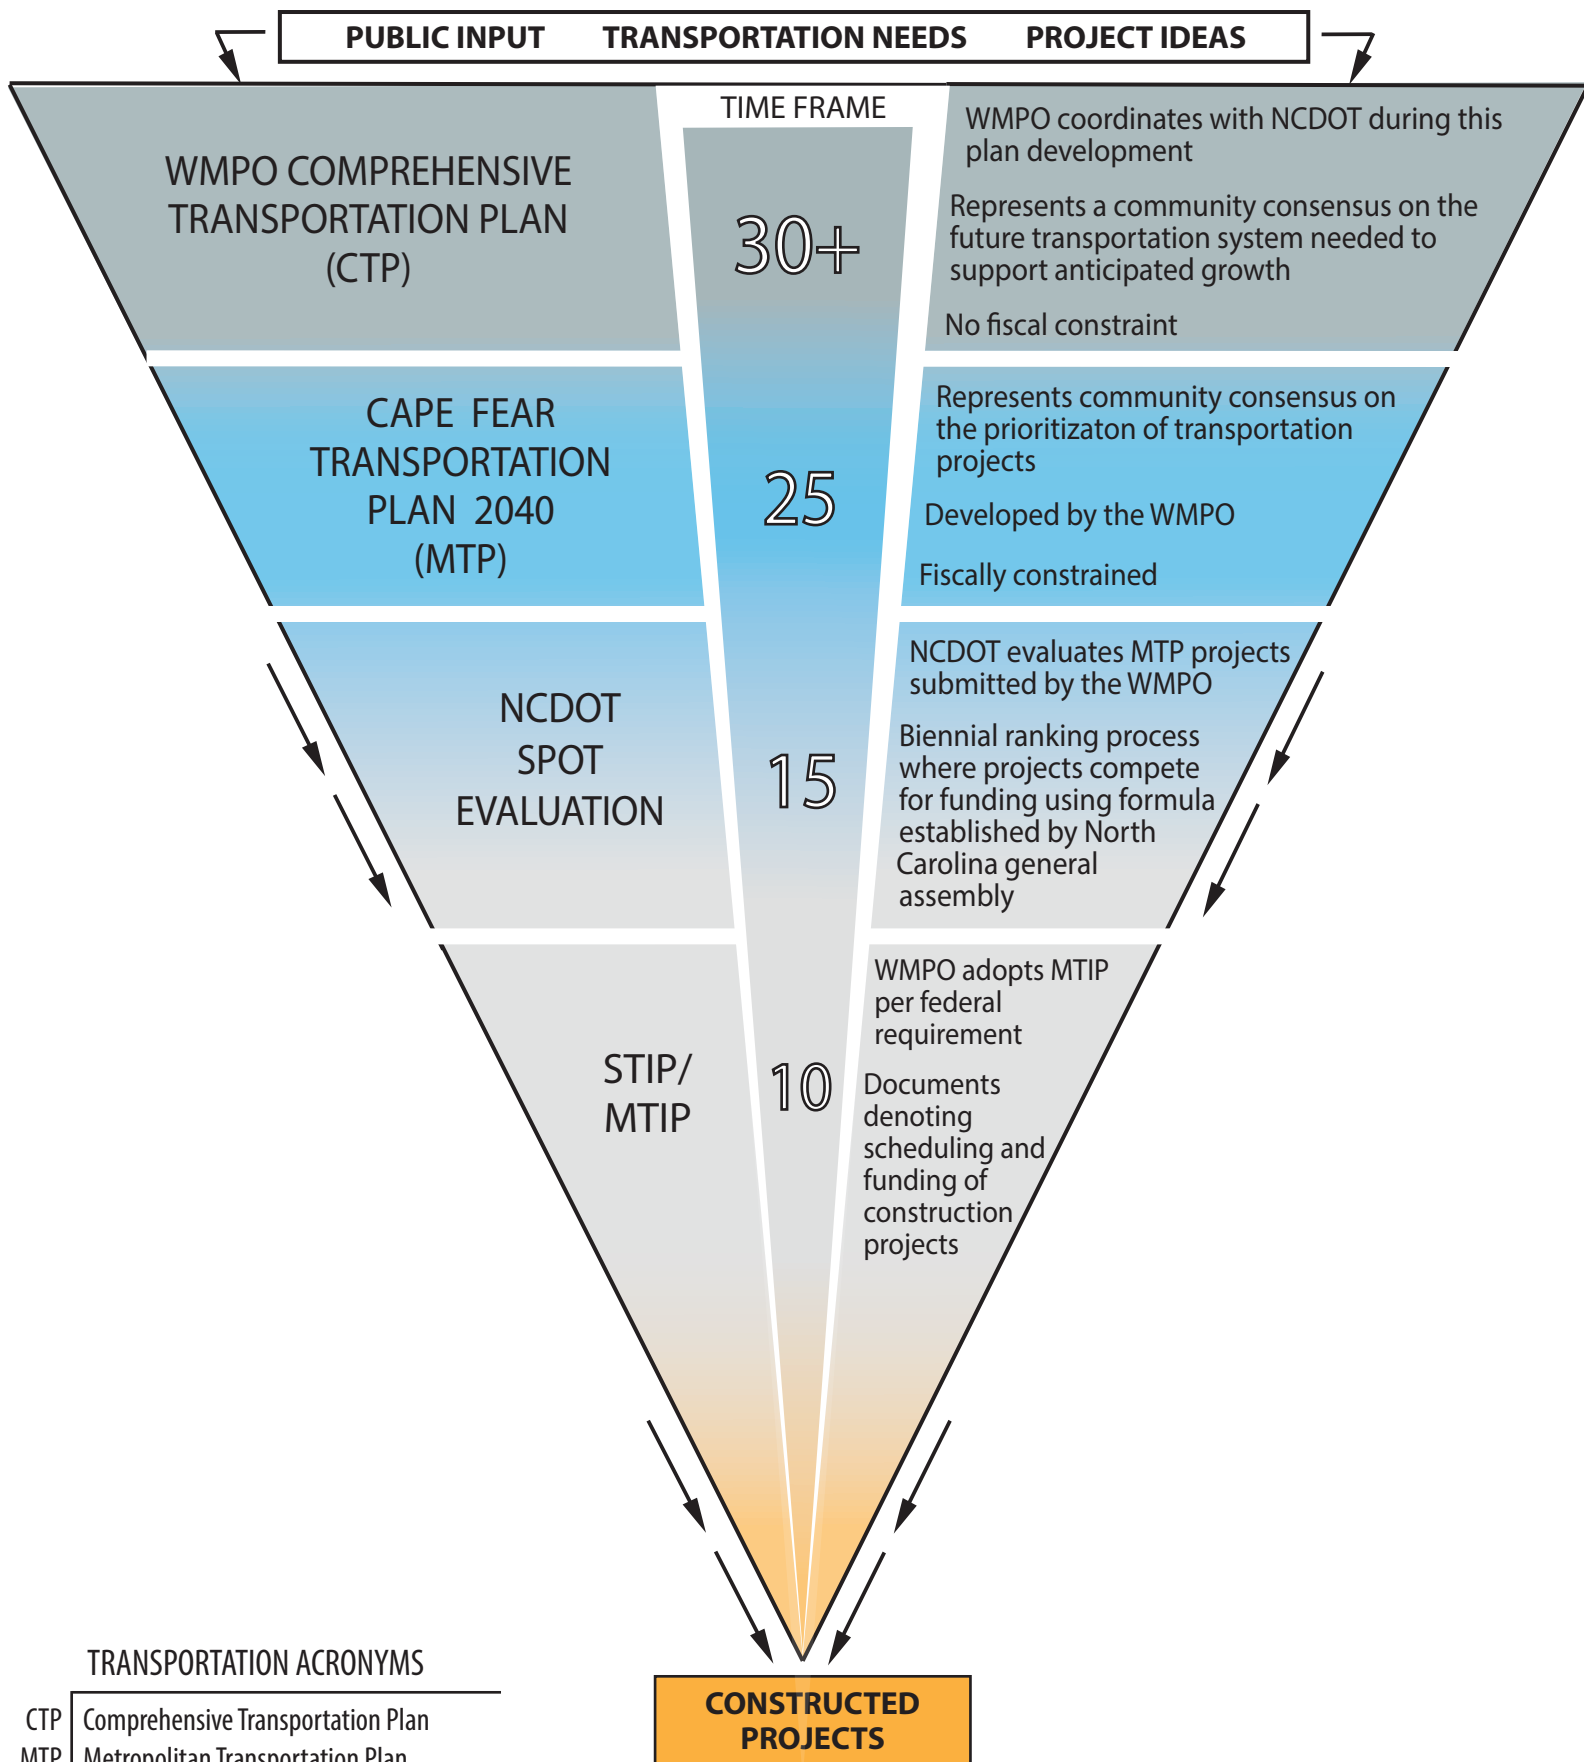 PUBLIC INPUT TRANSPORTATION NEEDS PROJECT IDEAS
TIME FRAME
WMPO COMPREHENSIVE
TRANSPORTATION PLAN
(CTP)
30+
WMPO coordinates with NCDOT during this
plan development
Represents a community consensus on the
future transportation system needed to
support anticipated growth
No fiscal constraint
CAPE FEAR
TRANSPORTATION
PLAN 2040
(MTP)
25
Represents community consensus on
the prioritizaton of transportation
projects
Developed by the WMPO
Fiscally constrained
NCDOT
SPOT
EVALUATION
15
NCDOT evaluates MTP projects
submitted by the WMPO
Biennial ranking process
where projects compete
for funding using formula
established by North
Carolina general
assembly
STIP/
MTIP
10
WMPO adopts MTIP
per federal
requirement
Documents
denoting
scheduling and
funding of
construction
projects
CONSTRUCTED
PROJECTS
TRANSPORTATION ACRONYMS
CTP Comprehensive Transportation Plan
MTP Metropolitan Transportation Plan